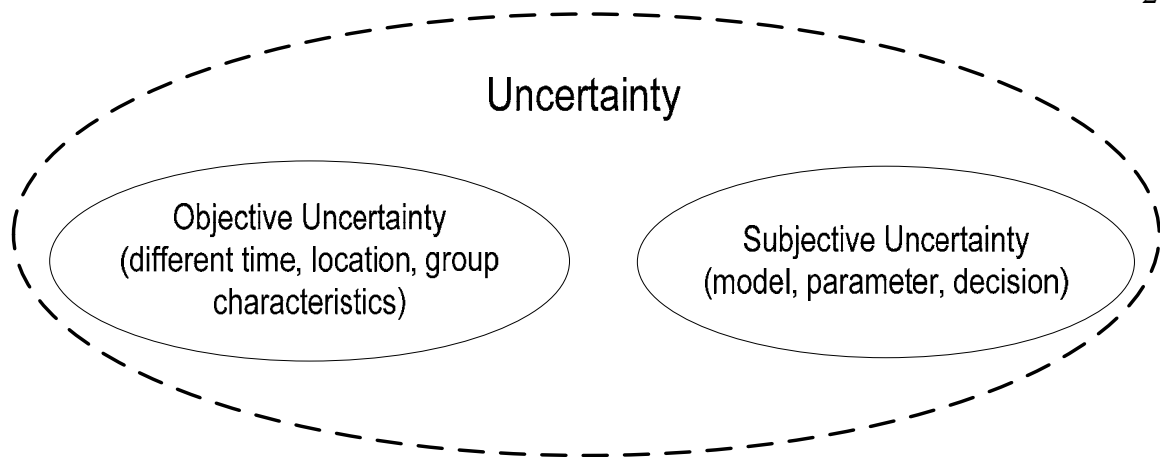 Uncertainty
Objective Uncertainty
(different time, location, group
characteristics)
Subjective Uncertainty
(model, parameter, decision)